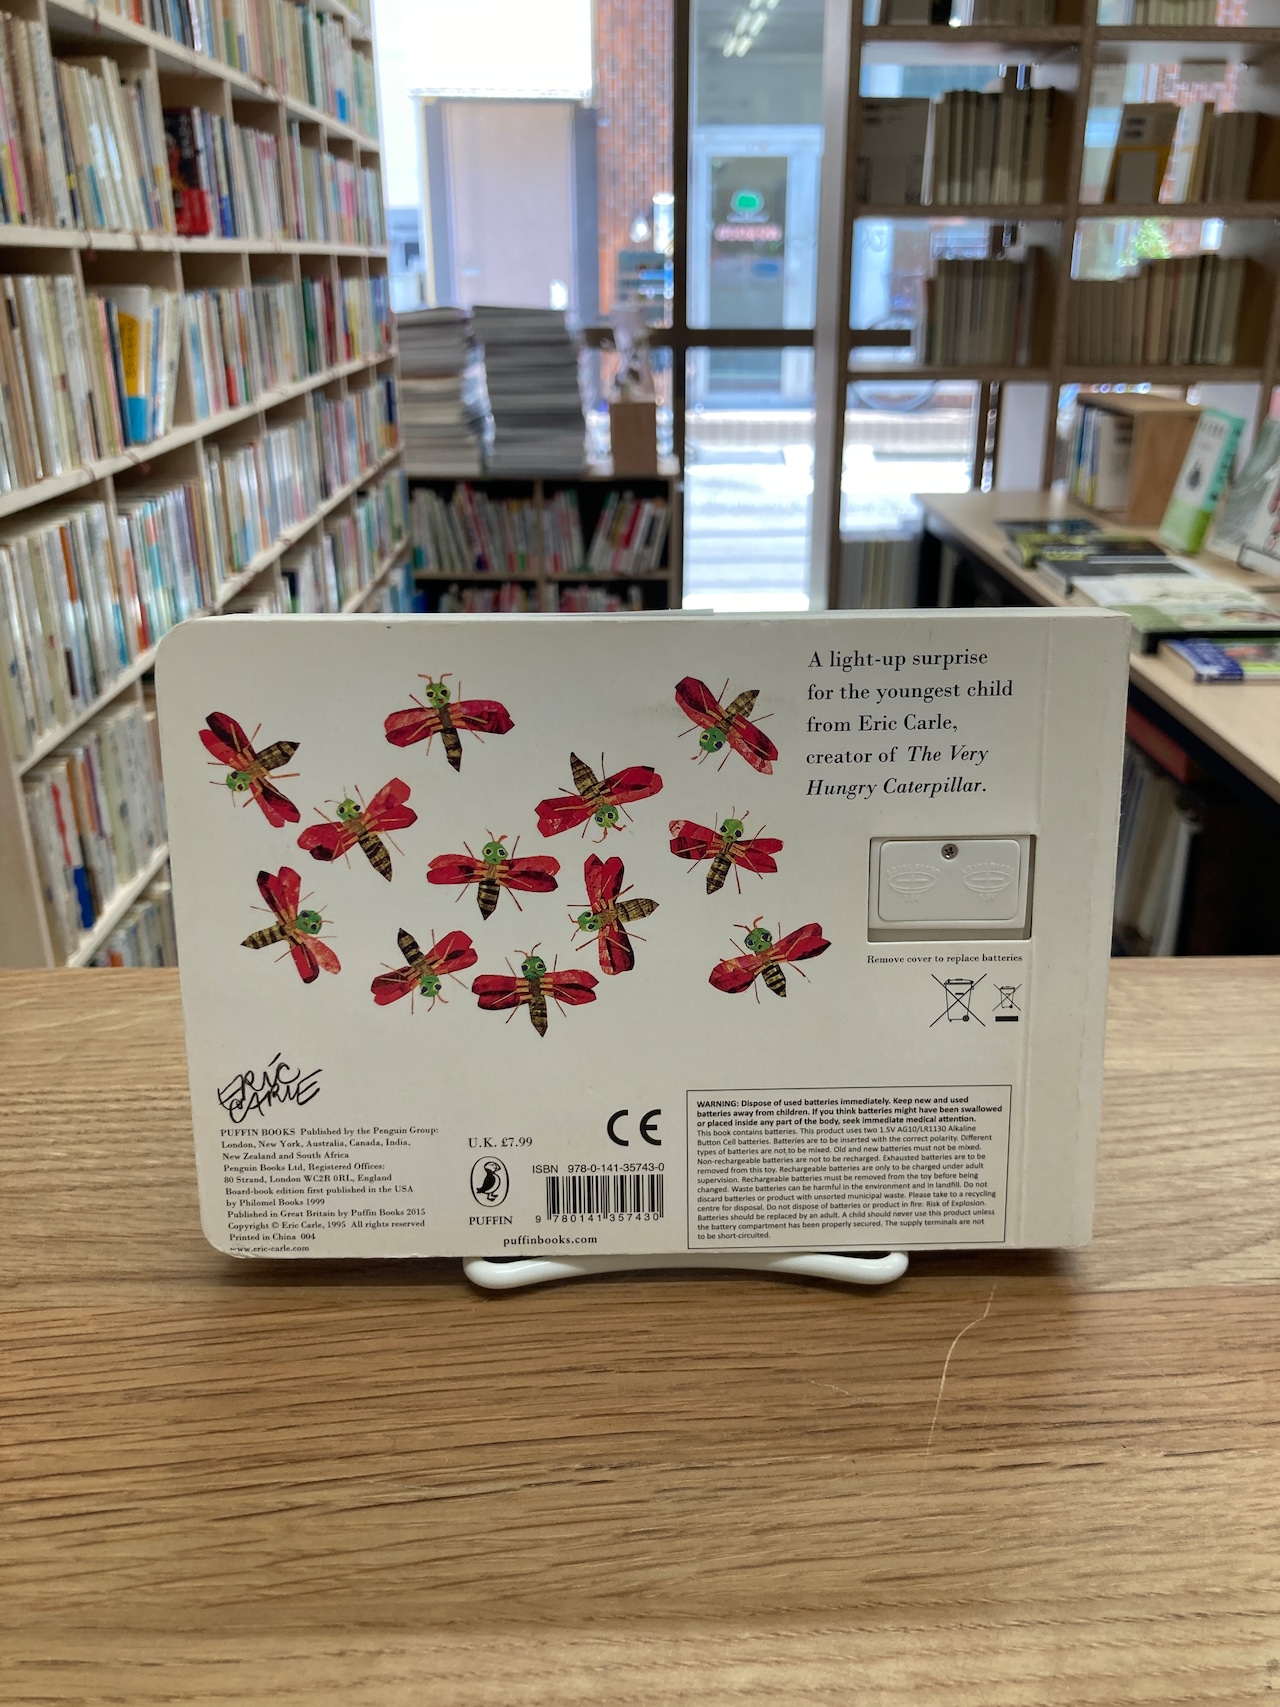 A light-up surprise
for the youngest child
from Eric Carle,
creator of The Very
Hungry Caterpillar.
Remove cover to replace batteries
ERIC
CARLE
PUFFIN BOOKS Published by the Penguin Group:
London, New York, Australia, Canada, India,
New Zealand and South Africa
Penguin Books Ltd, Registered Offices:
80 Strand, London WC2R 0RL, England
Board-book edition first published in the USA
by Philomel Books 1999
Published in Great Britain by Puffin Books 2015
Copyright © Eric Carle, 1995 All rights reserved
Printed in China 004
www.eric-carle.com
U.K. £7.99
PUFFIN
CE
ISBN 978-0-141-35743-0
9 780141 357430
puffinbooks.com
WARNING: Dispose of used batteries immediately. Keep new and used
batteries away from children. If you think batteries might have been swallowed
or placed inside any part of the body, seek immediate medical attention.
This book contains batteries. This product uses two 1.5V AG10/LR1130 Alkaline
Button Cell batteries. Batteries are to be inserted with the correct polarity. Different
types of batteries are not to be mixed. Old and new batteries must not be mixed.
Non-rechargeable batteries are not to be recharged. Exhausted batteries are to be
removed from this toy. Rechargeable batteries are only to be charged under adult
supervision. Rechargeable batteries must be removed from the toy before being
changed. Waste batteries can be harmful in the environment and in landfill. Do not
discard batteries or product with unsorted municipal waste. Please take to a recycling
centre for disposal. Do not dispose of batteries or product in fire. Risk of Explosion.
Batteries should be replaced by an adult. A child should never use this product unless
the battery compartment has been properly secured. The supply terminals are not
to be short-circuited.